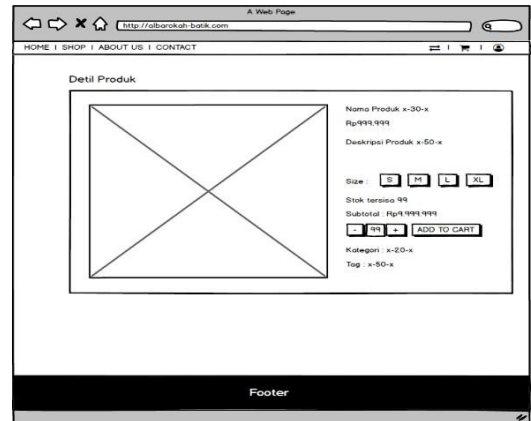 A Web Page
http://albarokah-batik.com
HOME I SHOP I ABOUT US I CONTACT
Detil Produk
Nama Produk x-30-x
Rp999.999
Deskripsi Produk x-50-x
Size : S M L XL
Stok tersisa 99
Subtotal : Rp9.999.999
- 99 + ADD TO CART
Kategori : x-20-x
Tag : x-50-x
Footer